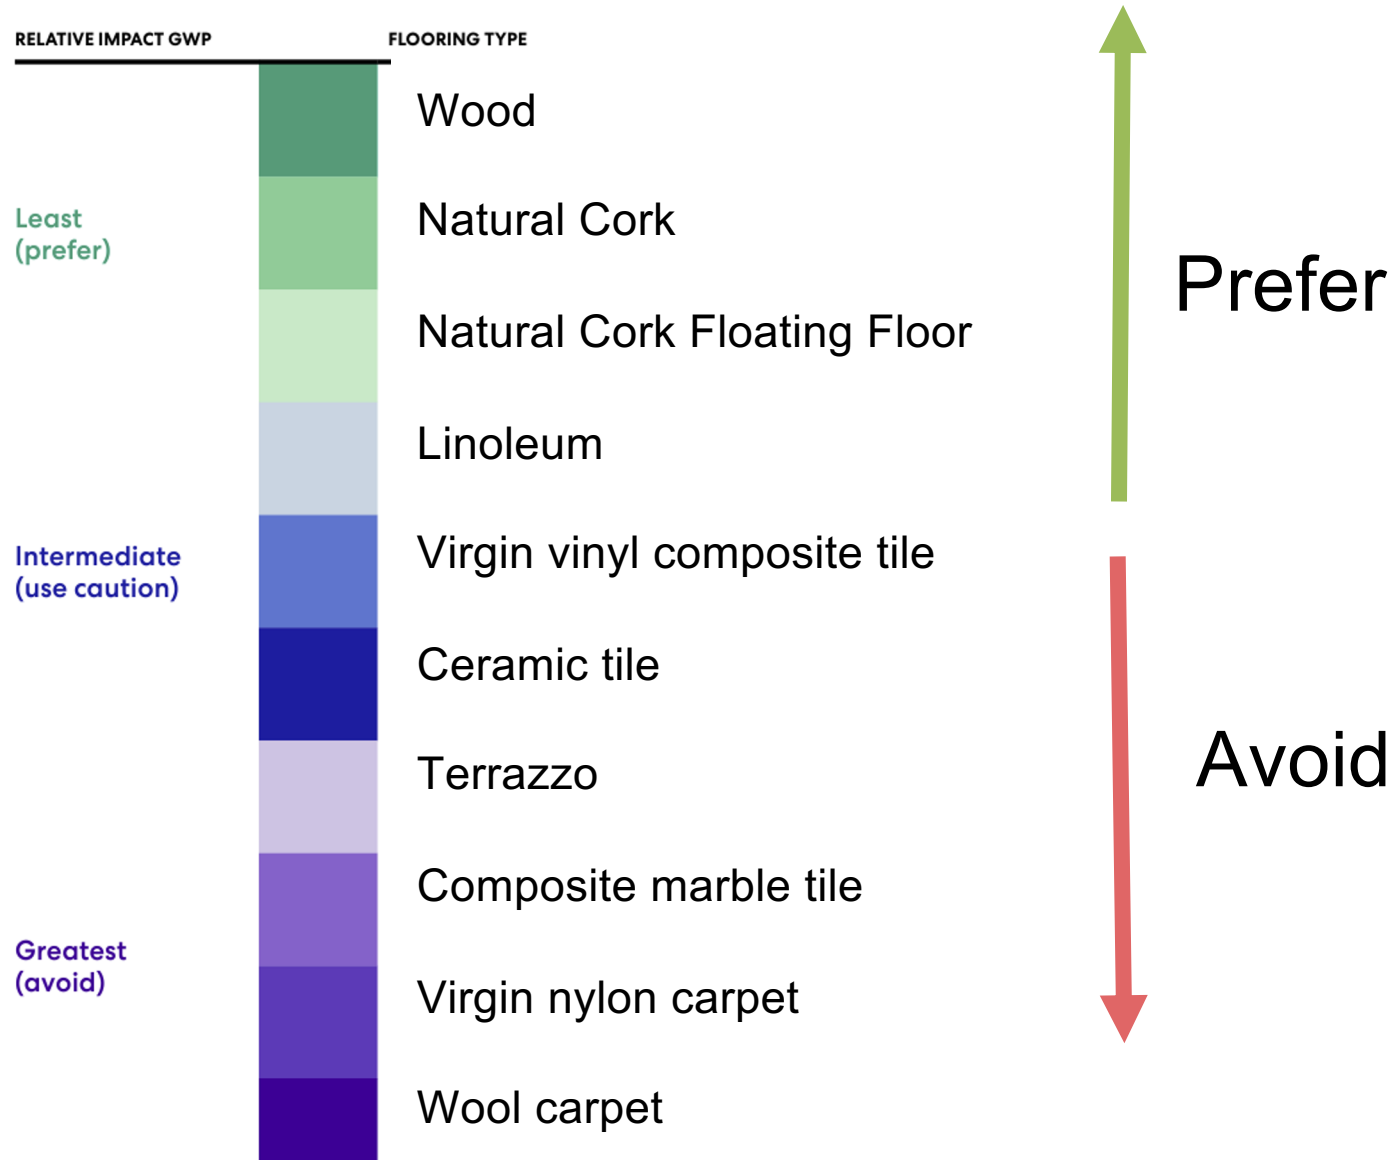 RELATIVE IMPACT GWP
FLOORING TYPE
Wood
Least
(prefer)
Natural Cork
Natural Cork Floating Floor
Linoleum
Intermediate
(use caution)
Virgin vinyl composite tile
Ceramic tile
Terrazzo
Composite marble tile
Greatest
(avoid)
Virgin nylon carpet
Wool carpet
Prefer
Avoid